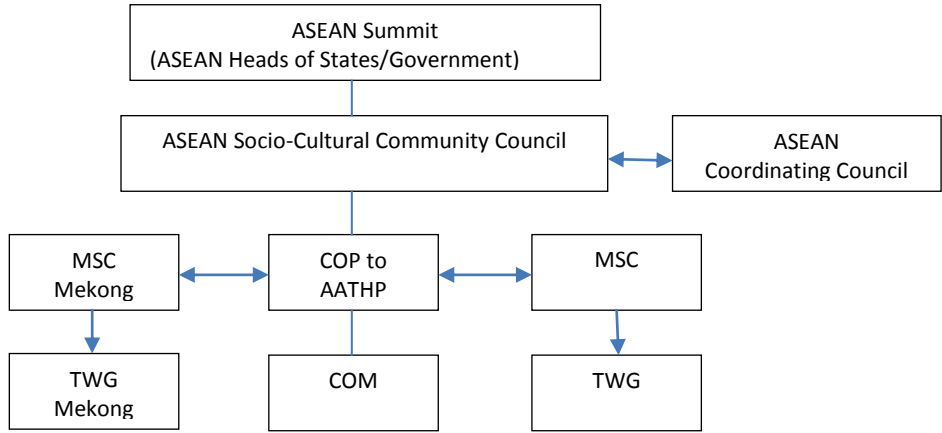 ASEAN Summit
(ASEAN Heads of States/Government)
ASEAN Socio-Cultural Community Council
ASEAN
Coordinating Council
MSC
Mekong
COP to
AATHP
MSC
TWG
Mekong
COM
TWG